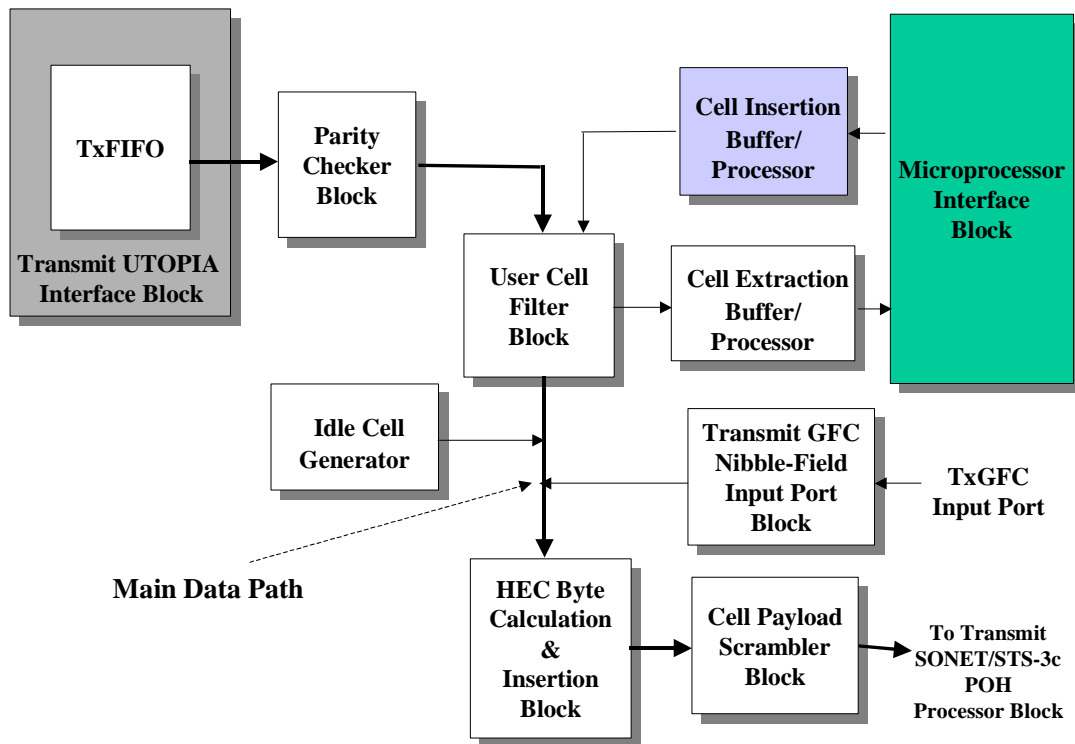 TxFIFO
Transmit UTOPIA
Interface Block
Parity
Checker
Block
Cell Insertion
Buffer/
Processor
Microprocessor
Interface
Block
User Cell
Filter
Block
Cell Extraction
Buffer/
Processor
Idle Cell
Generator
Transmit GFC
Nibble-Field
Input Port
Block
TxGFC
Input Port
Main Data Path
HEC Byte
Calculation
&
Insertion
Block
Cell Payload
Scrambler
Block
To Transmit
SONET/STS-3c
POH
Processor Block